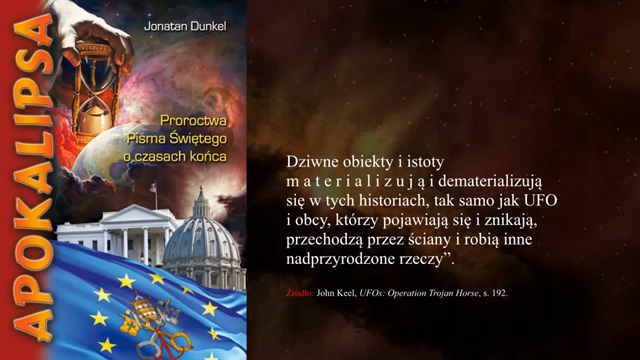 Jonatan Dunkel
APOKALIPSA
Proroctwa
Pisma Świętego
o czasach końca
Dziwne obiekty i istoty
m a t e r i a l i z u j ą i dematerializują
się w tych historiach, tak samo jak UFO
i obcy, którzy pojawiają się i znikają,
przechodzą przez ściany i robią inne
nadprzyrodzone rzeczy”.
Źródło: John Keel, UFOs: Operation Trojan Horse, s. 192.